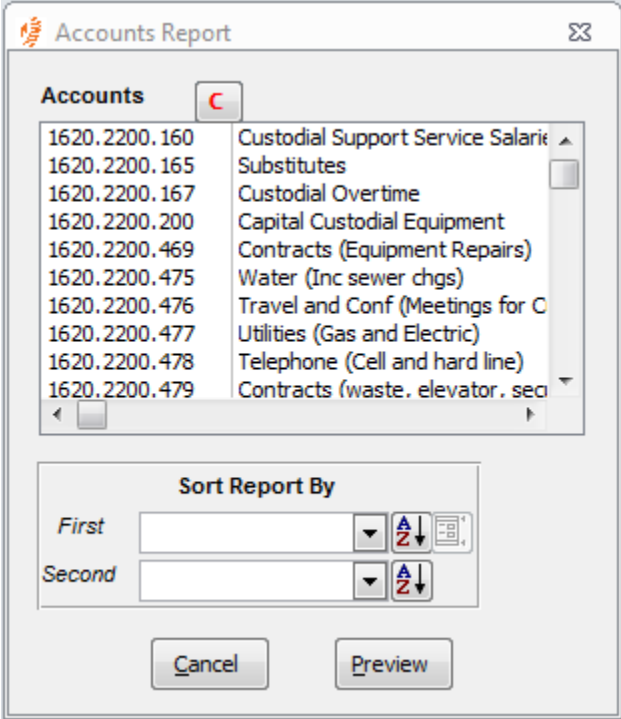 Accounts Report
Accounts C
1620.2200.160 Custodial Support Service Salarie
1620.2200.165 Substitutes
1620.2200.167 Custodial Overtime
1620.2200.200 Capital Custodial Equipment
1620.2200.469 Contracts (Equipment Repairs)
1620.2200.475 Water (Inc sewer chgs)
1620.2200.476 Travel and Conf (Meetings for C
1620.2200.477 Utilities (Gas and Electric)
1620.2200.478 Telephone (Cell and hard line)
1620.2200.479 Contracts (waste, elevator, secu
Sort Report By
First AZ
Second AZ
Cancel Preview